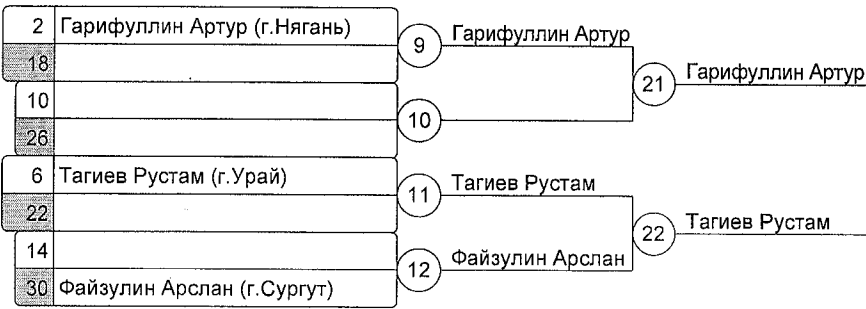 2 Гарифуллин Артур (г.Нягань)
18
9 Гарифуллин Артур
10
26
10
21 Гарифуллин Артур
6 Тагиев Рустам (г.Урай)
22
11 Тагиев Рустам
14
30 Файзулин Арслан (г.Сургут)
12 Файзулин Арслан
22 Тагиев Рустам